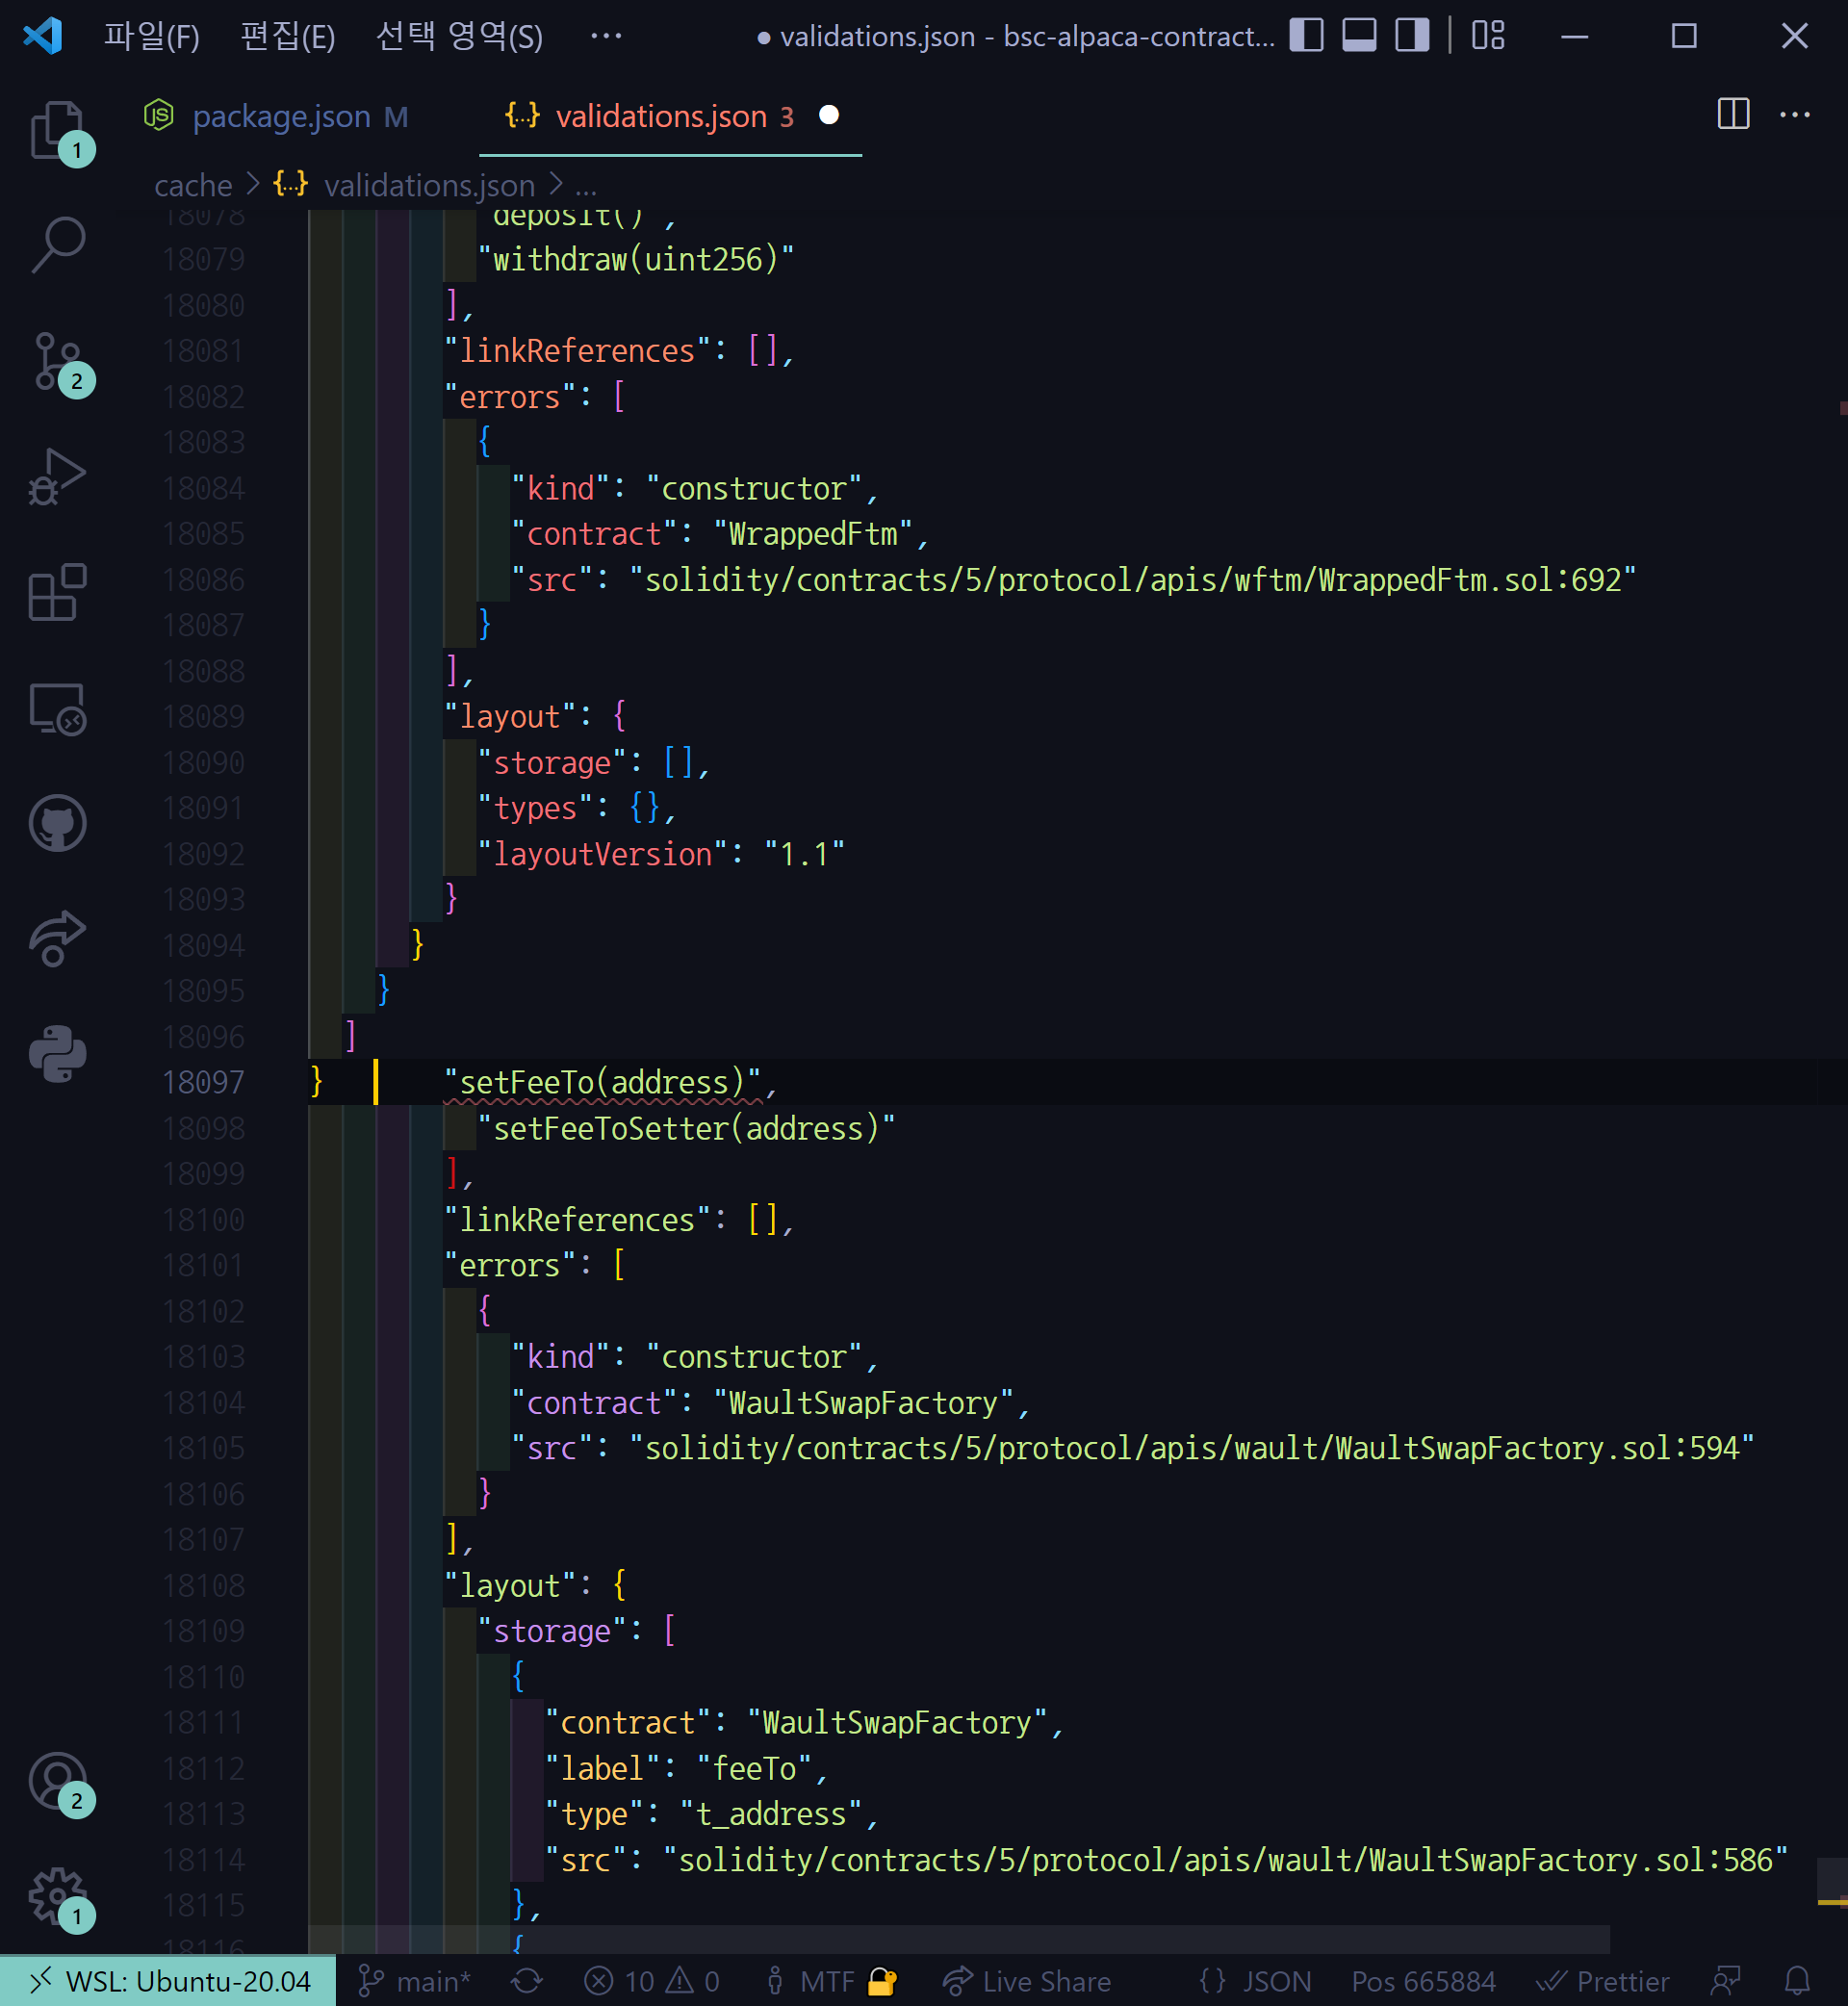 파일(F) 편집(E) 선택 영역(S) ··· ● validations.json - bsc-alpaca-contract...
package.json M {...} validations.json 3 ●
cache > {...} validations.json > ...
18078 deposit()",
18079 "withdraw(uint256)"
18080 ],
18081 "linkReferences": [],
18082 "errors": [
18083 {
18084 "kind": "constructor",
18085 "contract": "WrappedFtm",
18086 "src": "solidity/contracts/5/protocol/apis/wftm/WrappedFtm.sol:692"
18087 }
18088 ],
18089 "layout": {
18090 "storage": [],
18091 "types": {},
18092 "layoutVersion": "1.1"
18093 }
18094 }
18095 }
18096 ]
18097 } "setFeeTo(address)",
18098 "setFeeToSetter(address)"
18099 ],
18100 "linkReferences": [],
18101 "errors": [
18102 {
18103 "kind": "constructor",
18104 "contract": "WaultSwapFactory",
18105 "src": "solidity/contracts/5/protocol/apis/wault/WaultSwapFactory.sol:594"
18106 }
18107 ],
18108 "layout": {
18109 "storage": [
18110 {
18111 "contract": "WaultSwapFactory",
18112 "label": "feeTo",
18113 "type": "t_address",
18114 "src": "solidity/contracts/5/protocol/apis/wault/WaultSwapFactory.sol:586"
18115 },
18116 {
1
2
2
1
WSL: Ubuntu-20.04 main* 10 0 MTF Live Share {} JSON Pos 665884 Prettier